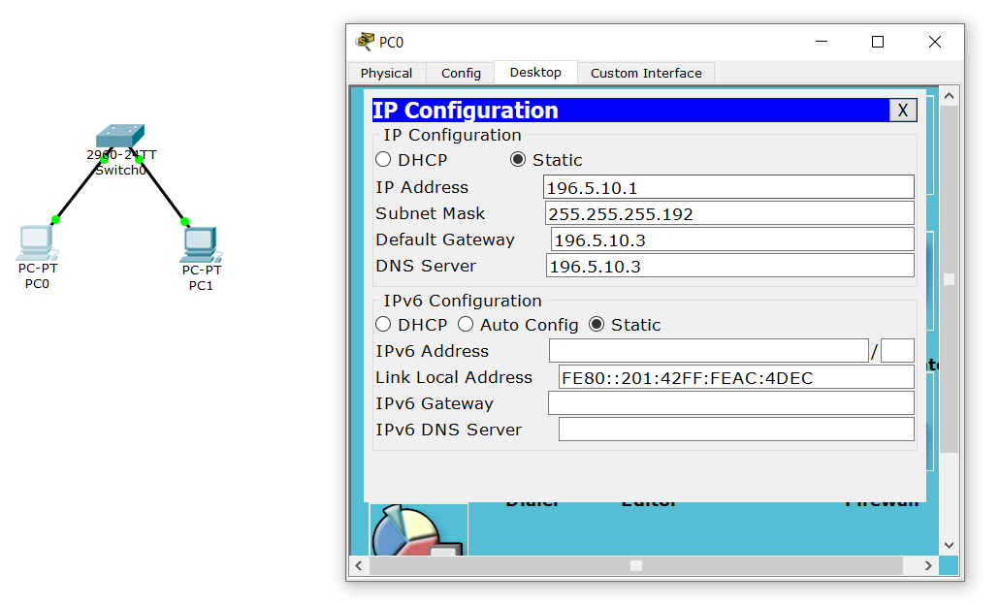 2960-24TT
Switch0
PC-PT
PC0
PC-PT
PC1
PC0
Physical Config Desktop Custom Interface
IP Configuration X
IP Configuration
DHCP Static
IP Address 196.5.10.1
Subnet Mask 255.255.255.192
Default Gateway 196.5.10.3
DNS Server 196.5.10.3
IPv6 Configuration
DHCP Auto Config Static
IPv6 Address /
Link Local Address FE80::201:42FF:FEAC:4DEC
IPv6 Gateway
IPv6 DNS Server
Dialer Editor Firewall